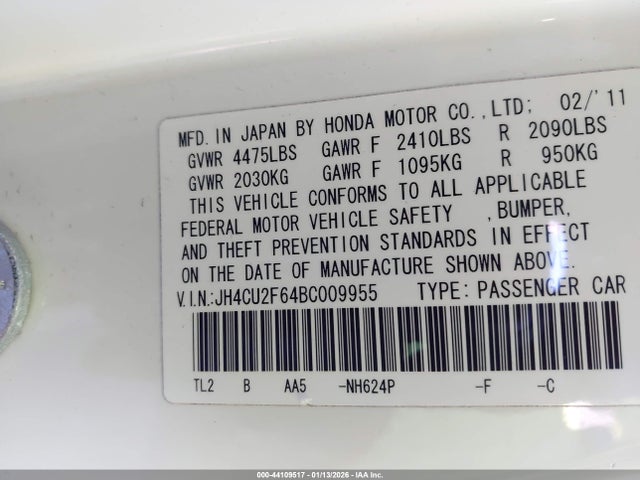 MFD. IN JAPAN BY HONDA MOTOR CO.,LTD; 02/'11
GVWR 4475LBS GAWR F 2410LBS R 2090LBS
GVWR 2030KG GAWR F 1095KG R 950KG
THIS VEHICLE CONFORMS TO ALL APPLICABLE
FEDERAL MOTOR VEHICLE SAFETY ,BUMPER,
AND THEFT PREVENTION STANDARDS IN EFFECT
ON THE DATE OF MANUFACTURE SHOWN ABOVE.
V.I.N.:JH4CU2F64BC009955 TYPE: PASSENGER CAR
TL2 B AA5 -NH624P -F -C
000-44109517 - 01/13/2026 - © IAA Inc